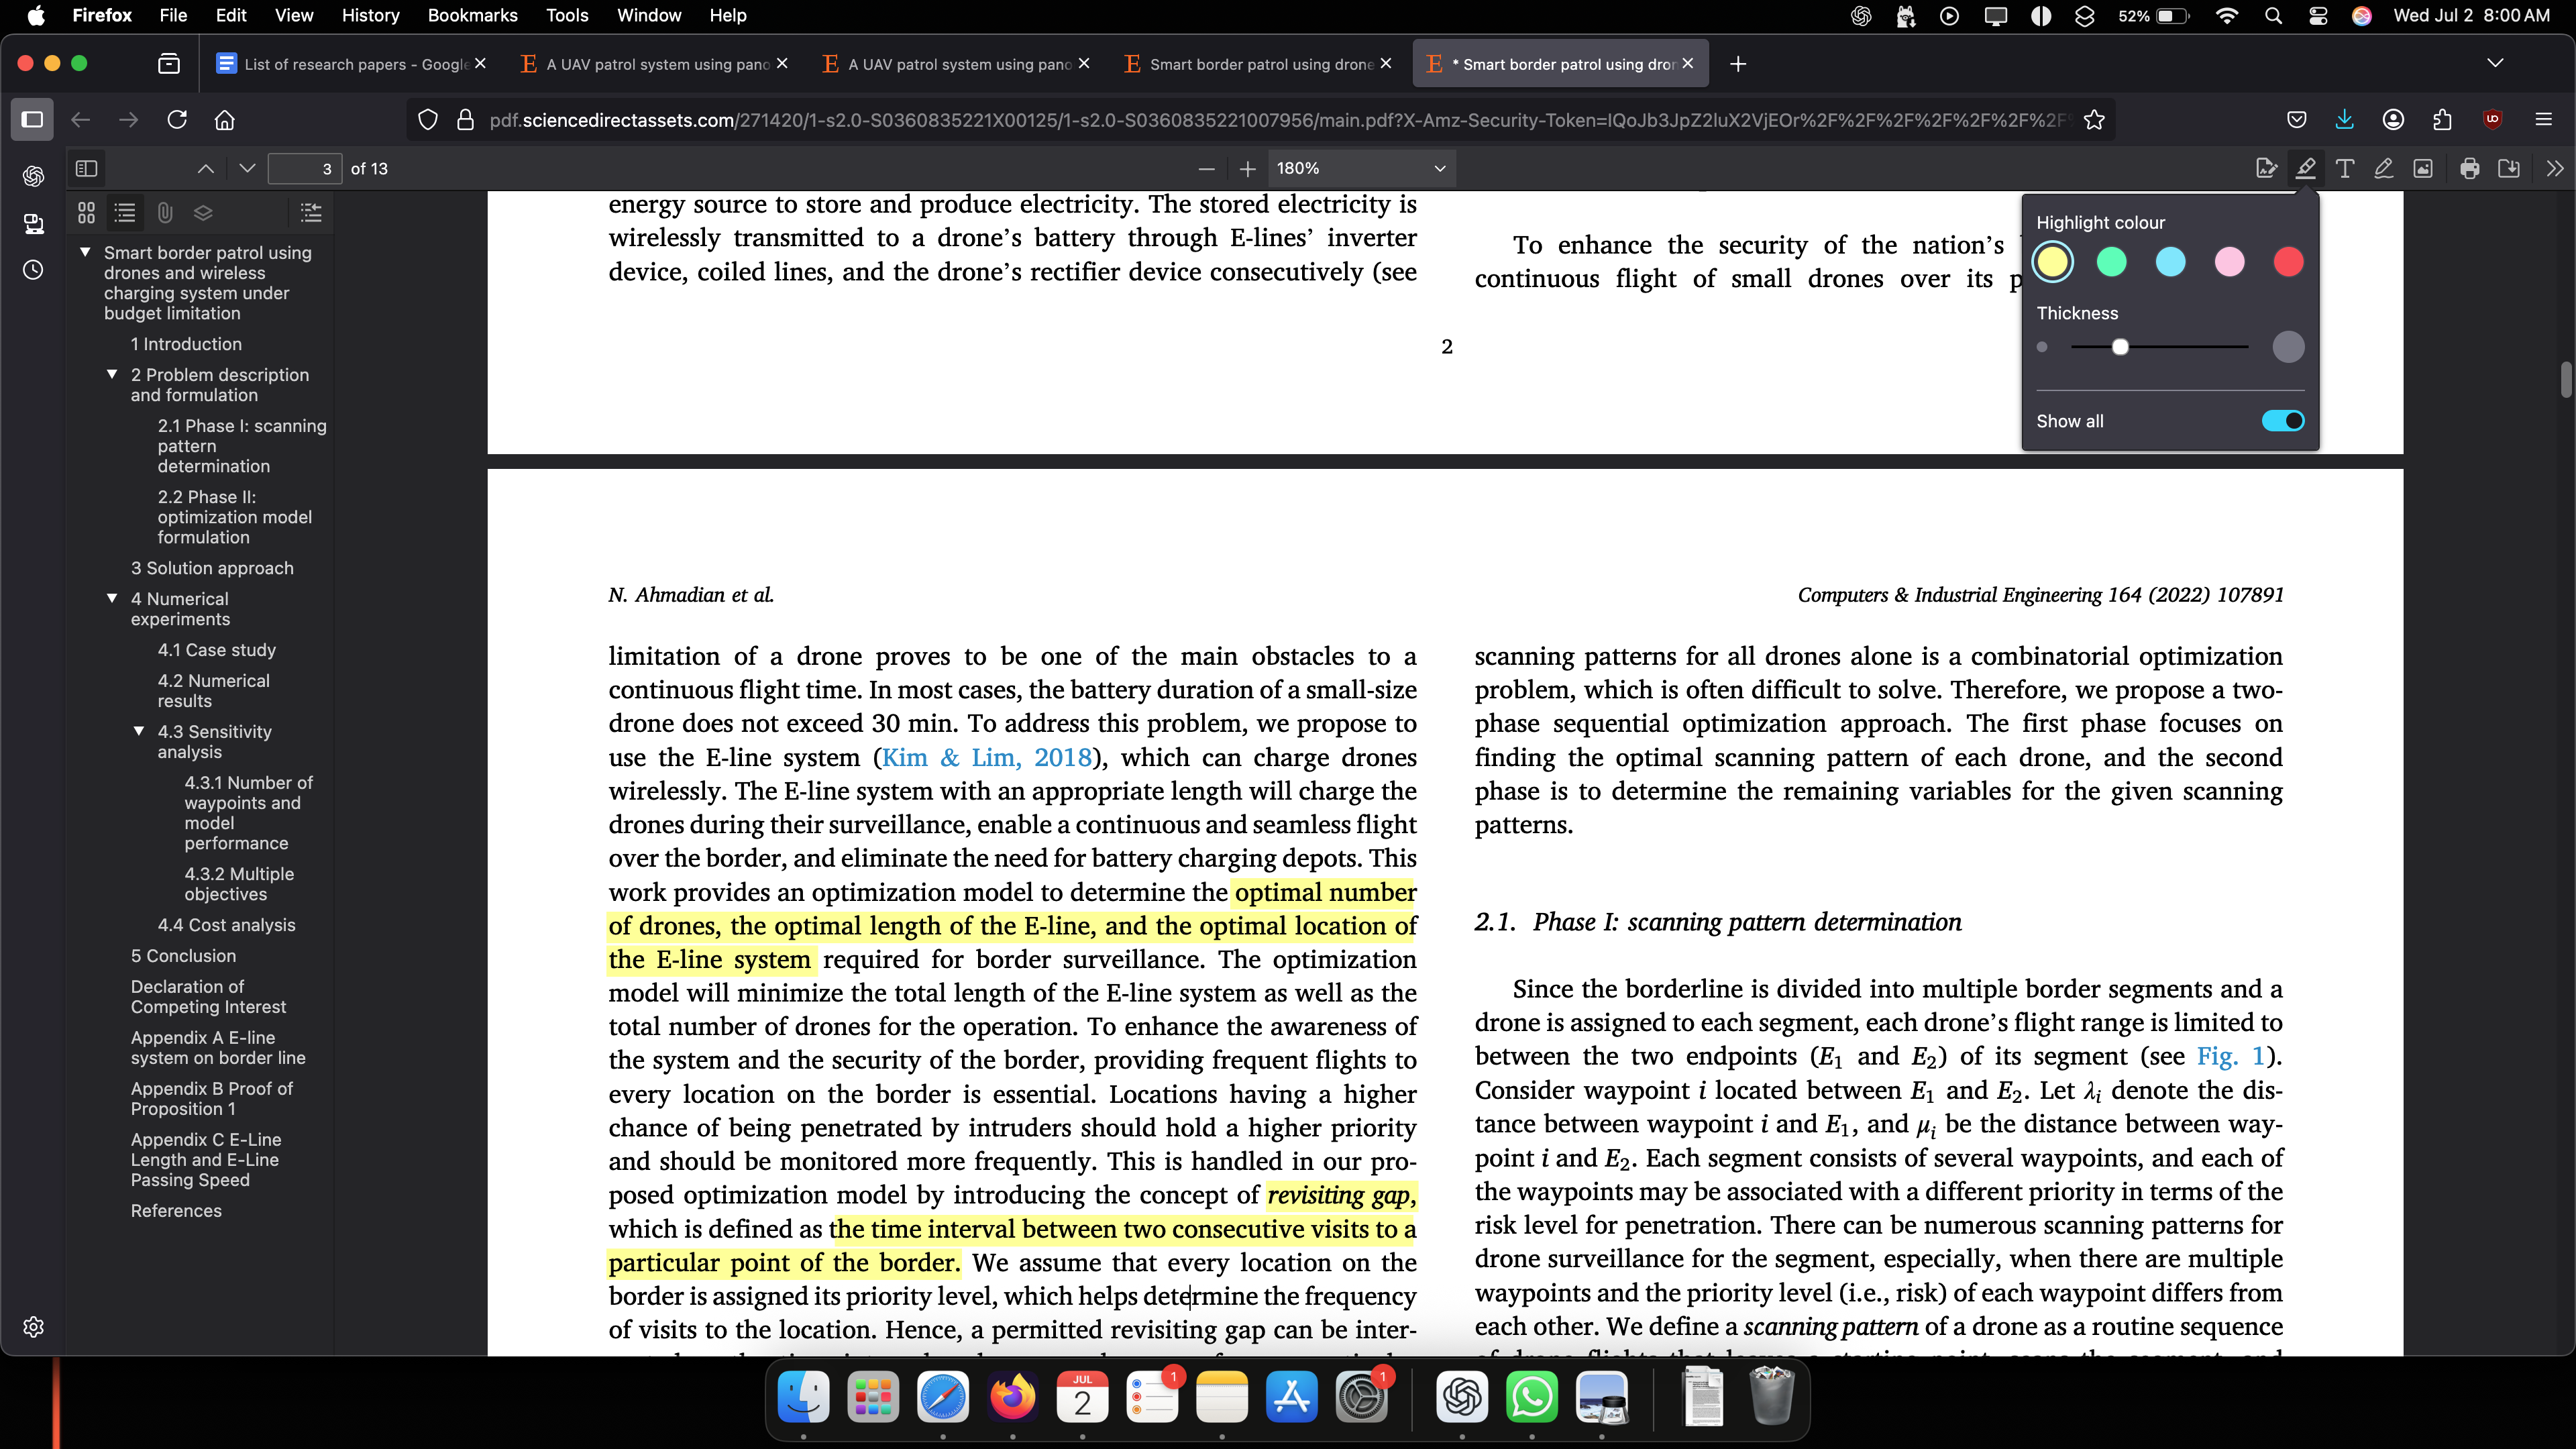 Firefox File Edit View History Bookmarks Tools Window Help
52% Wed Jul 2 8:00 AM
List of research papers - Google
A UAV patrol system using pano
A UAV patrol system using pano
Smart border patrol using drone
* Smart border patrol using dron
pdf.sciencedirectassets.com/271420/1-s2.0-S0360835221X00125/1-s2.0-S0360835221007956/main.pdf?X-Amz-Security-Token=IQoJb3JpZ2luX2VjEOr%2F%2F%2F%2F%2F%2F%2F
3 of 13
180%
Smart border patrol using
drones and wireless
charging system under
budget limitation
1 Introduction
2 Problem description
and formulation
2.1 Phase I: scanning
pattern
determination
2.2 Phase II:
optimization model
formulation
3 Solution approach
4 Numerical
experiments
4.1 Case study
4.2 Numerical
results
4.3 Sensitivity
analysis
4.3.1 Number of
waypoints and
model
performance
4.3.2 Multiple
objectives
4.4 Cost analysis
5 Conclusion
Declaration of
Competing Interest
Appendix A E-line
system on border line
Appendix B Proof of
Proposition 1
Appendix C E-Line
Length and E-Line
Passing Speed
References
energy source to store and produce electricity. The stored electricity is
wirelessly transmitted to a drone's battery through E-lines' inverter
device, coiled lines, and the drone's rectifier device consecutively (see
To enhance the security of the nation's
continuous flight of small drones over its
2
Highlight colour
Thickness
Show all
N. Ahmadian et al.
Computers & Industrial Engineering 164 (2022) 107891
limitation of a drone proves to be one of the main obstacles to a
continuous flight time. In most cases, the battery duration of a small-size
drone does not exceed 30 min. To address this problem, we propose to
use the E-line system (Kim & Lim, 2018), which can charge drones
wirelessly. The E-line system with an appropriate length will charge the
drones during their surveillance, enable a continuous and seamless flight
over the border, and eliminate the need for battery charging depots. This
work provides an optimization model to determine the optimal number
of drones, the optimal length of the E-line, and the optimal location of
the E-line system required for border surveillance. The optimization
model will minimize the total length of the E-line system as well as the
total number of drones for the operation. To enhance the awareness of
the system and the security of the border, providing frequent flights to
every location on the border is essential. Locations having a higher
chance of being penetrated by intruders should hold a higher priority
and should be monitored more frequently. This is handled in our pro-
posed optimization model by introducing the concept of revisiting gap,
which is defined as the time interval between two consecutive visits to a
particular point of the border. We assume that every location on the
border is assigned its priority level, which helps determine the frequency
of visits to the location. Hence, a permitted revisiting gap can be inter-
scanning patterns for all drones alone is a combinatorial optimization
problem, which is often difficult to solve. Therefore, we propose a two-
phase sequential optimization approach. The first phase focuses on
finding the optimal scanning pattern of each drone, and the second
phase is to determine the remaining variables for the given scanning
patterns.
2.1. Phase I: scanning pattern determination
Since the borderline is divided into multiple border segments and a
drone is assigned to each segment, each drone's flight range is limited to
between the two endpoints (E₁ and E₂) of its segment (see Fig. 1).
Consider waypoint i located between E₁ and E₂. Let λᵢ denote the dis-
tance between waypoint i and E₁, and μᵢ be the distance between way-
point i and E₂. Each segment consists of several waypoints, and each of
the waypoints may be associated with a different priority in terms of the
risk level for penetration. There can be numerous scanning patterns for
drone surveillance for the segment, especially, when there are multiple
waypoints and the priority level (i.e., risk) of each waypoint differs from
each other. We define a scanning pattern of a drone as a routine sequence
JUL
2
1
1